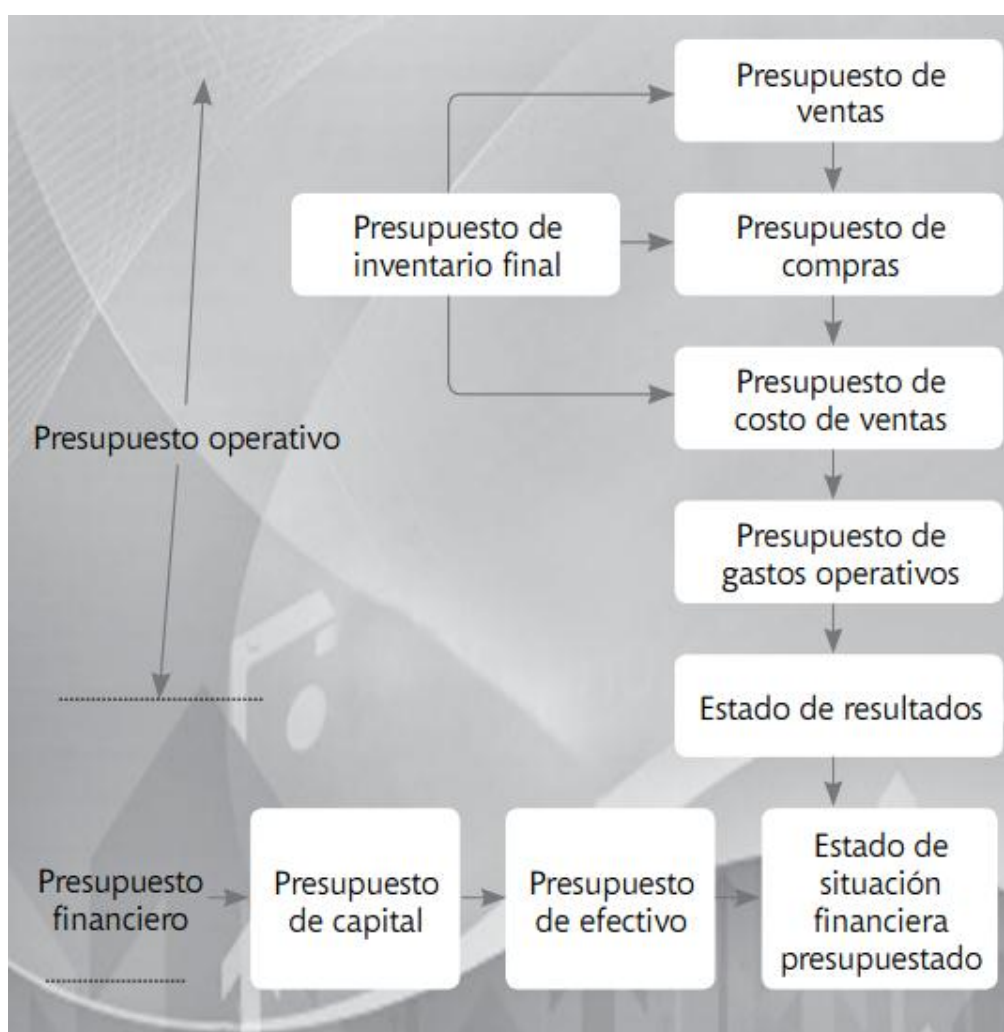 Presupuesto de
ventas
Presupuesto de
inventario final
Presupuesto de
compras
Presupuesto de
costo de ventas
Presupuesto operativo
Presupuesto de
gastos operativos
Estado de resultados
Presupuesto
financiero
Presupuesto
de capital
Presupuesto
de efectivo
Estado de
situación
financiera
presupuestado